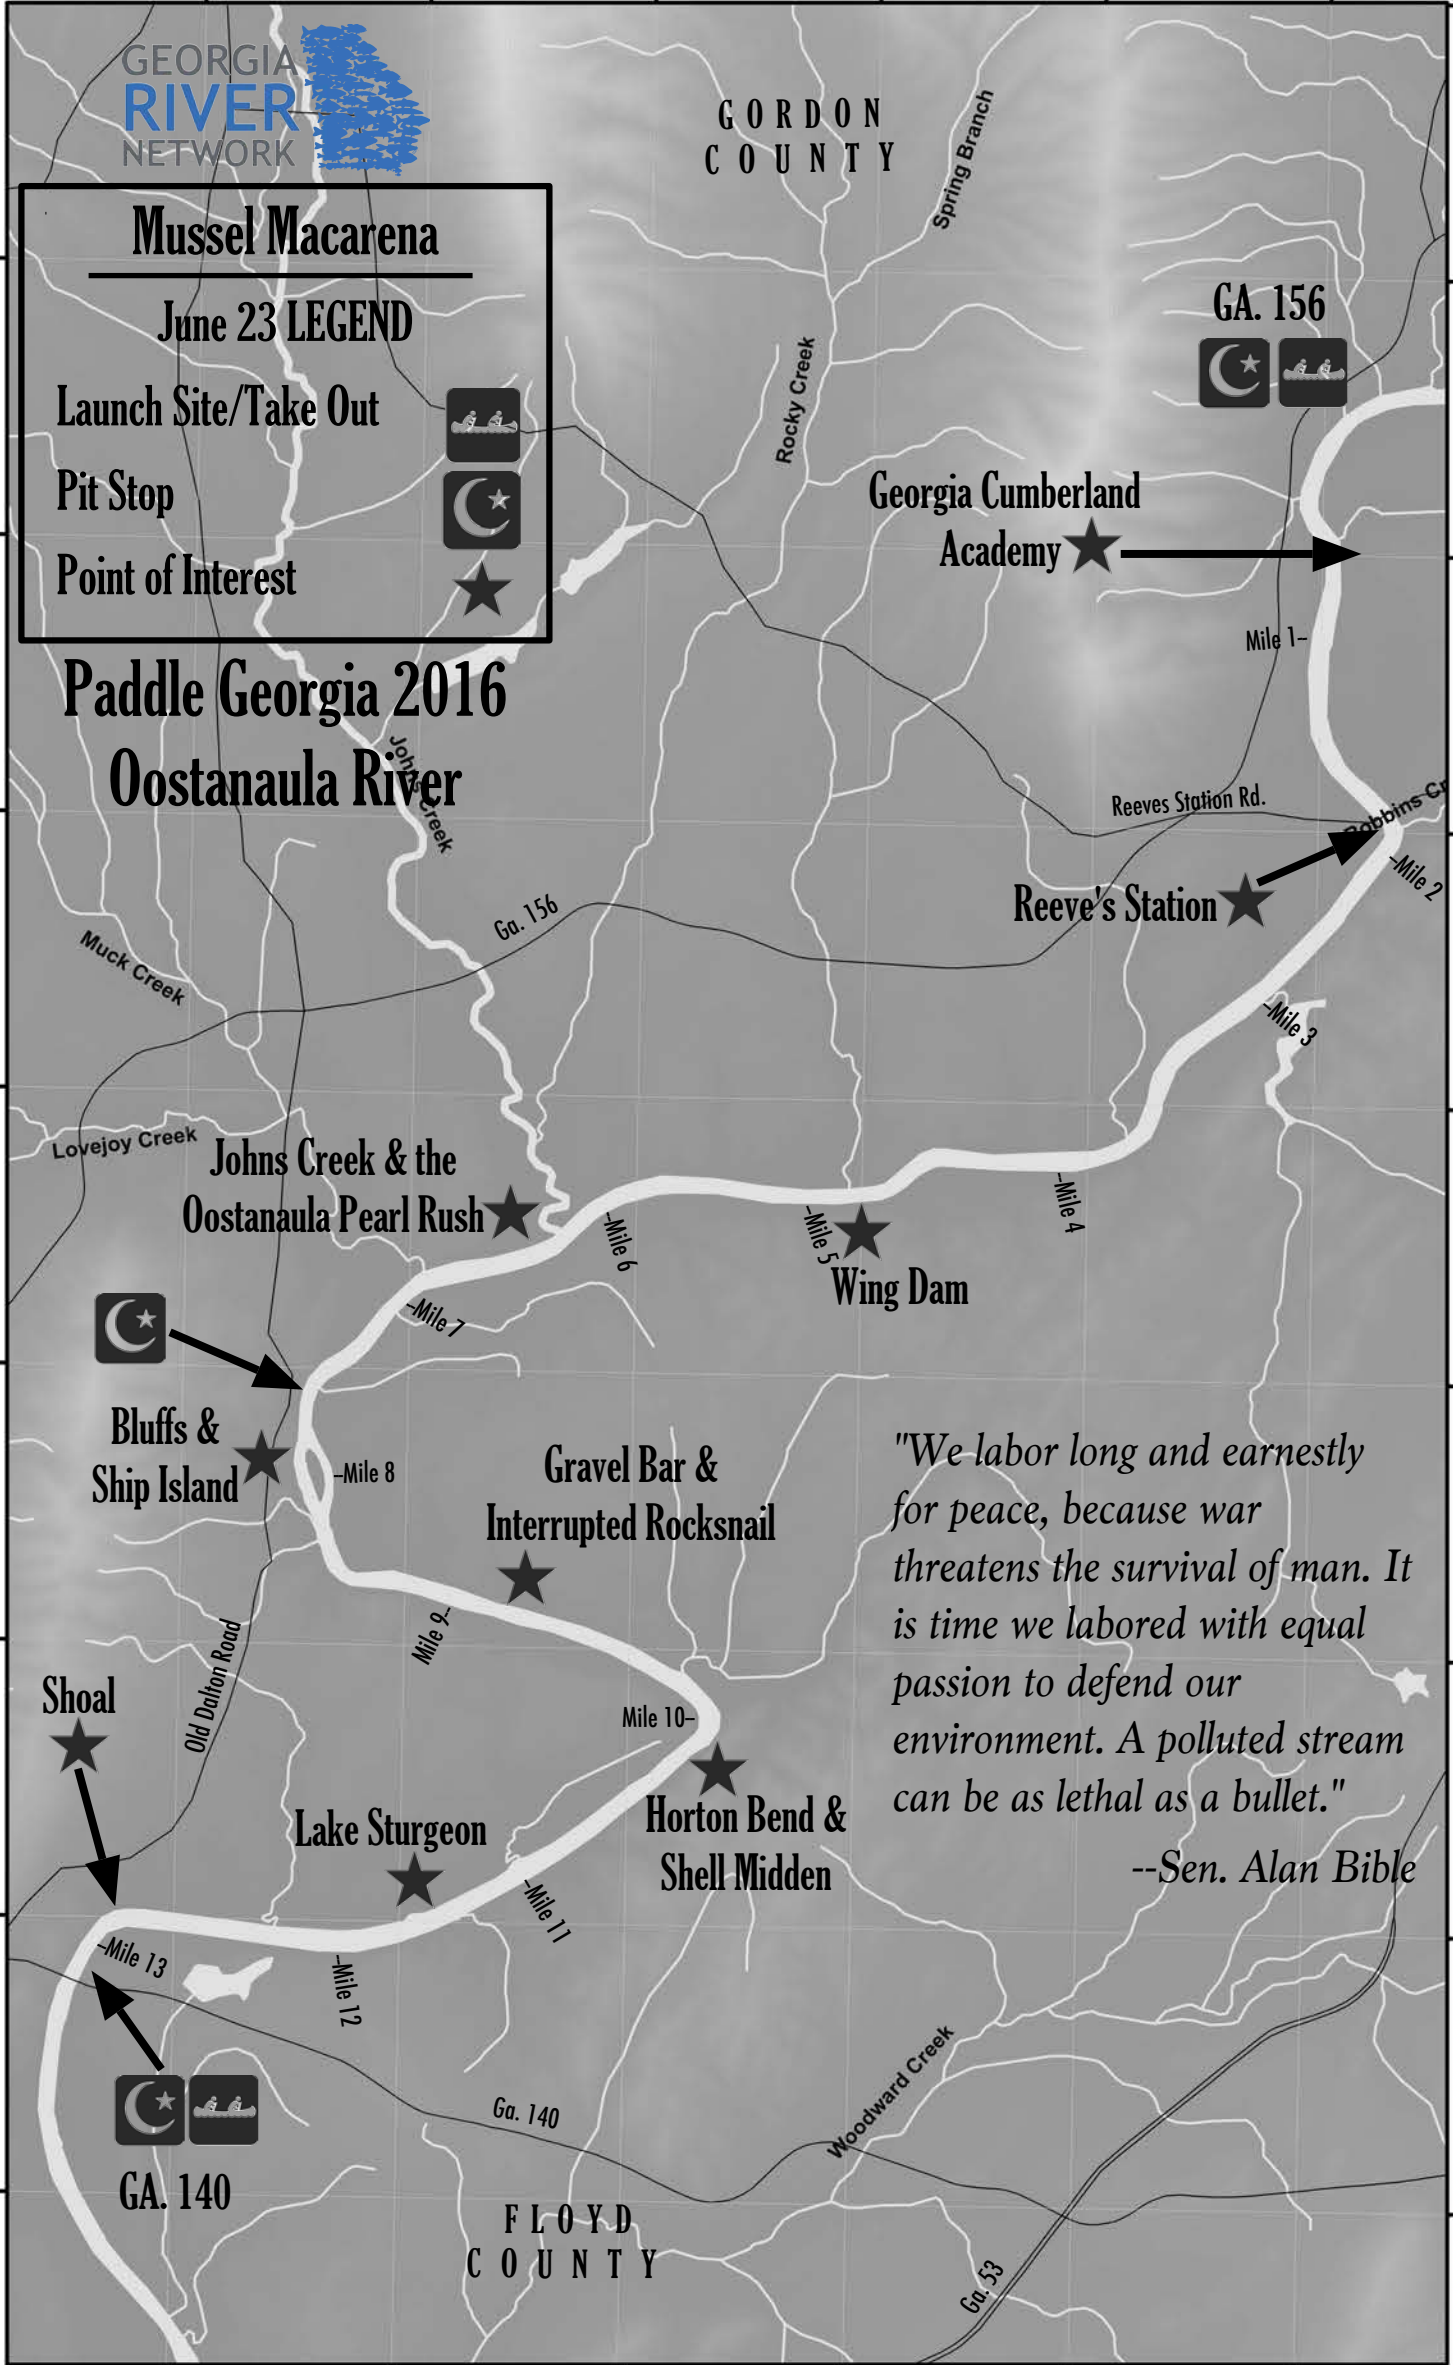 GEORGIA
RIVER
NETWORK
GORDON
COUNTY
Spring Branch
Mussel Macarena
June 23 LEGEND
Launch Site/Take Out
Pit Stop
Point of Interest
GA. 156
Rocky Creek
Georgia Cumberland
Academy
Mile 1-
Paddle Georgia 2016
Oostanaula River
Johns Creek
Reeves Station Rd.
Robbins Cr
-Mile 2
Reeve's Station
Ga. 156
Muck Creek
-Mile 3
Lovejoy Creek
Johns Creek & the
Oostanaula Pearl Rush
-Mile 4
-Mile 5
-Mile 6
Wing Dam
-Mile 7
Bluffs &
Ship Island
-Mile 8
Gravel Bar &
Interrupted Rocksnail
"We labor long and earnestly
for peace, because war
threatens the survival of man. It
is time we labored with equal
passion to defend our
environment. A polluted stream
can be as lethal as a bullet."
--Sen. Alan Bible
Mile 9-
Old Dalton Road
Shoal
Mile 10-
Lake Sturgeon
Horton Bend &
Shell Midden
-Mile 11
-Mile 12
-Mile 13
Woodward Creek
GA. 140
Ga. 140
FLOYD
COUNTY
Ga. 53